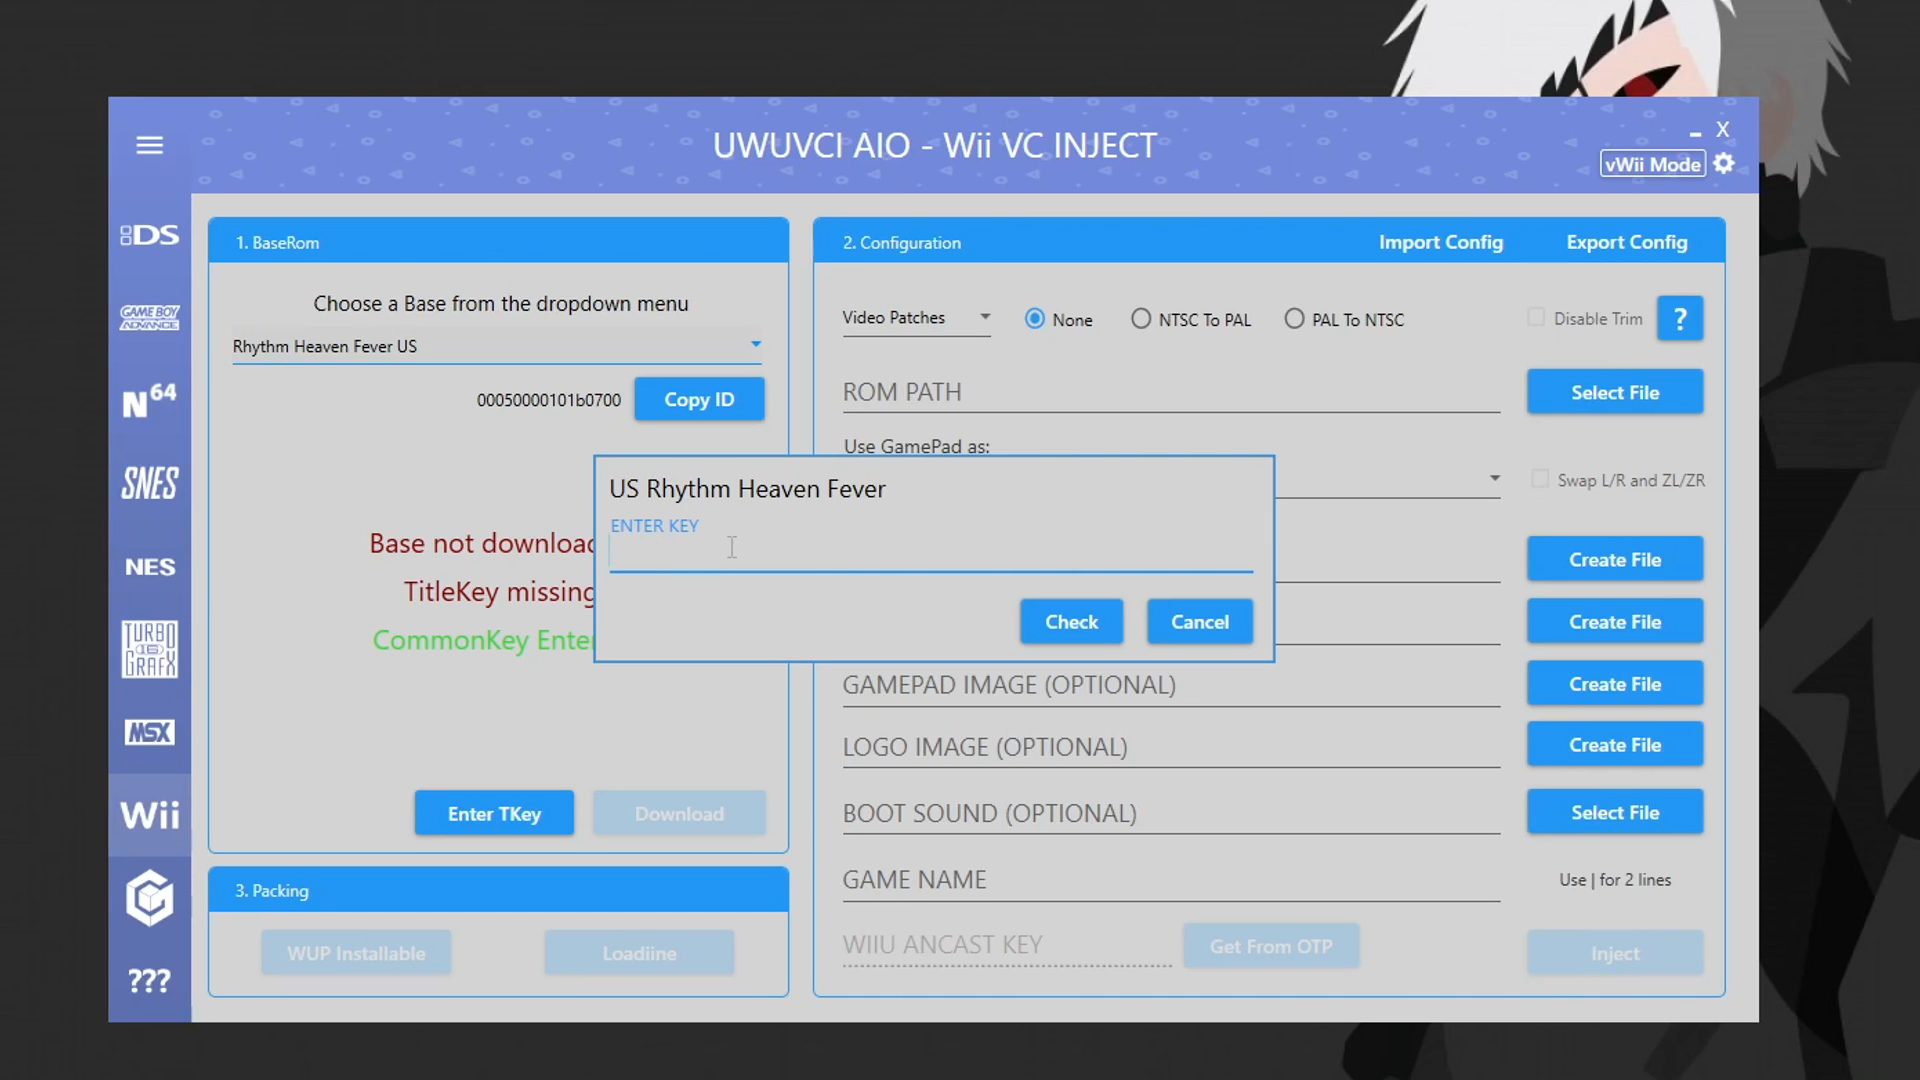 UWUVCI AIO - Wii VC INJECT
X
vWii Mode
DS
GAME BOY
ADVANCE
N64
SNES
NES
TURBO
16
GRAFX
MSX
Wii
???
1. BaseRom
Choose a Base from the dropdown menu
Rhythm Heaven Fever US
00050000101b0700
Copy ID
Base not download
TitleKey missing
CommonKey Enter
Enter TKey
Download
3. Packing
WUP Installable
Loadiine
2. Configuration
Import Config
Export Config
Video Patches
None
NTSC To PAL
PAL To NTSC
Disable Trim
?
ROM PATH
Select File
Use GamePad as:
Swap L/R and ZL/ZR
US Rhythm Heaven Fever
ENTER KEY
Check
Cancel
Create File
Create File
GAMEPAD IMAGE (OPTIONAL)
Create File
LOGO IMAGE (OPTIONAL)
Create File
BOOT SOUND (OPTIONAL)
Select File
GAME NAME
Use | for 2 lines
WIIU ANCAST KEY
Get From OTP
Inject